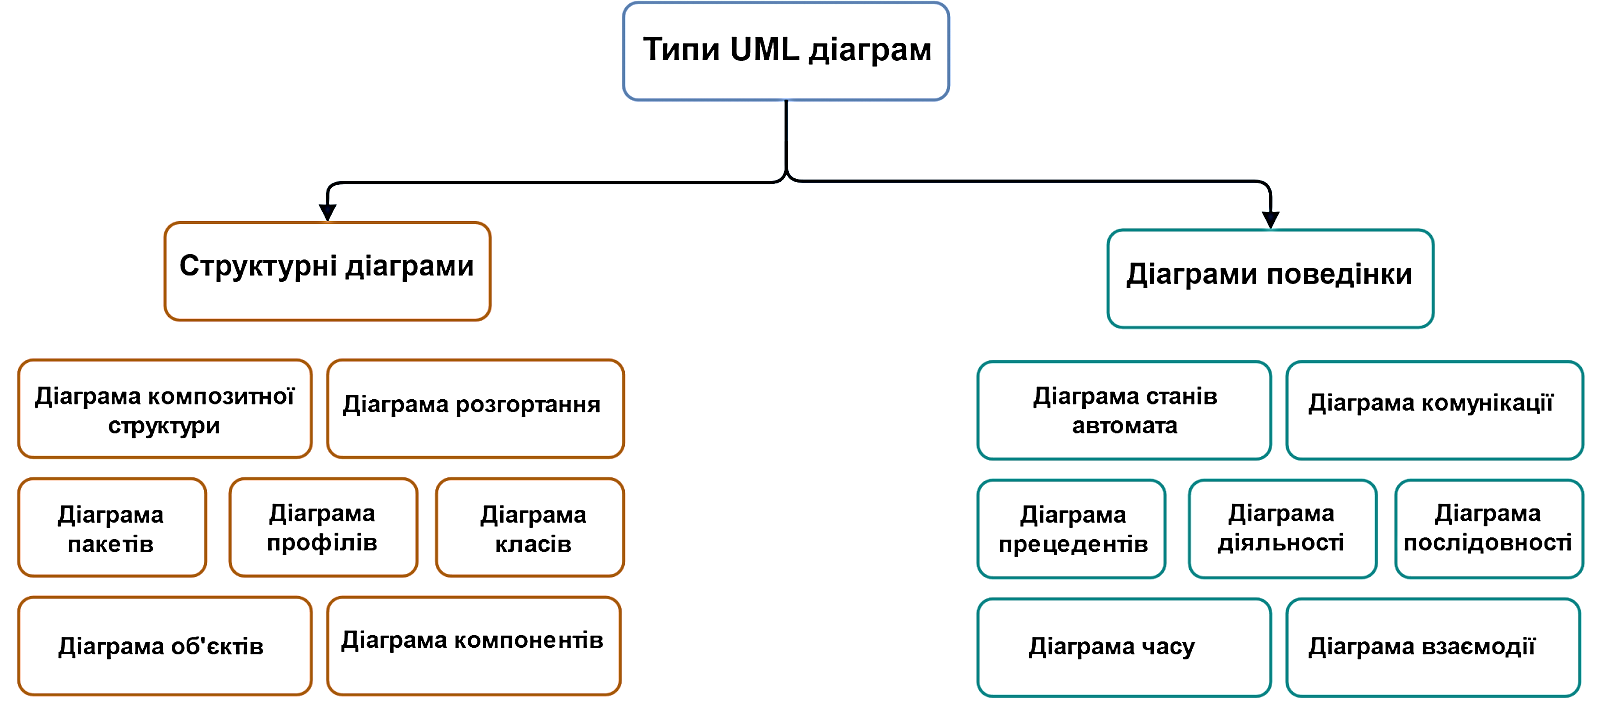 Типи UML діаграм
Структурні діаграми
Діаграми поведінки
Діаграма композитної
структури
Діаграма розгортання
Діаграма
пакетів
Діаграма
профілів
Діаграма
класів
Діаграма об'єктів
Діаграма компонентів
Діаграма станів
автомата
Діаграма комунікації
Діаграма
прецедентів
Діаграма
діяльності
Діаграма
послідовності
Діаграма часу
Діаграма взаємодії